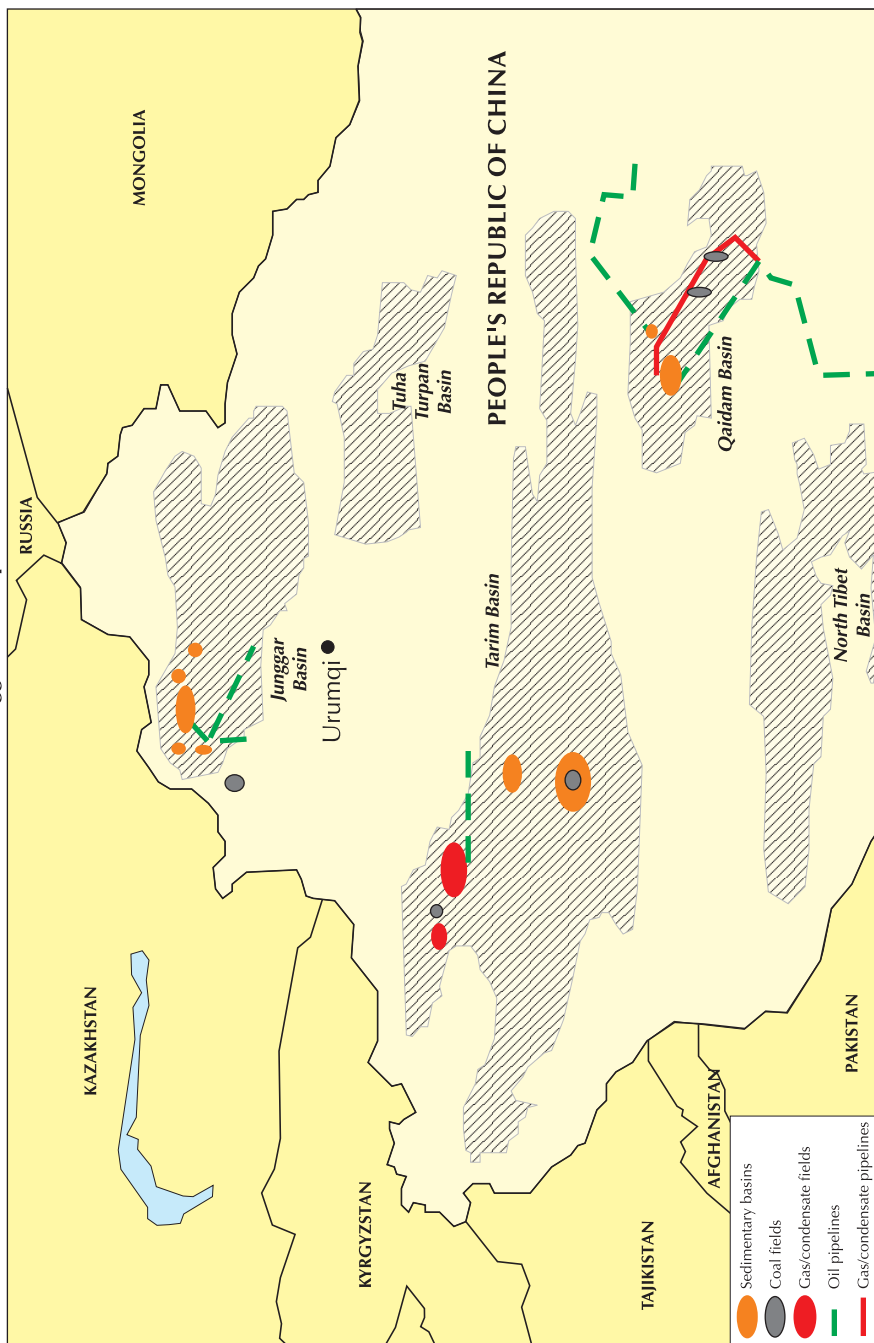 RUSSIA
MONGOLIA
KAZAKHSTAN
Junggar
Basin
Urumqi
Tuha
Turpan
Basin
PEOPLE'S REPUBLIC OF CHINA
KYRGYZSTAN
Tarim Basin
Qaidam Basin
TAJIKISTAN
AFGHANISTAN
PAKISTAN
North Tibet
Basin
Sedimentary basins
Coal fields
Gas/condensate fields
Oil pipelines
Gas/condensate pipelines